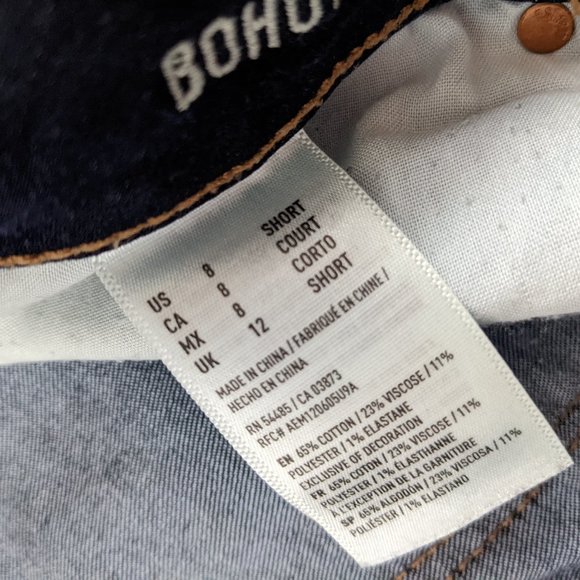 BOHO
US 8 SHORT
CA 8 COURT
MX 8 CORTO
UK 12 SHORT
MADE IN CHINA / FABRIQUÉ EN CHINE /
HECHO EN CHINA
RN 54485 / CA 03873
RFC# AEM120605U9A
EN 65% COTTON / 23% VISCOSE / 11%
POLYESTER / 1% ELASTANE
EXCLUSIVE OF DECORATION
FR 65% COTON / 23% VISCOSE / 11%
POLYESTER / 1% ÉLASTHANNE
À L'EXCEPTION DE LA GARNITURE
SP 65% ALGODÓN / 23% VISCOSA / 11%
POLIÉSTER / 1% ELASTANO